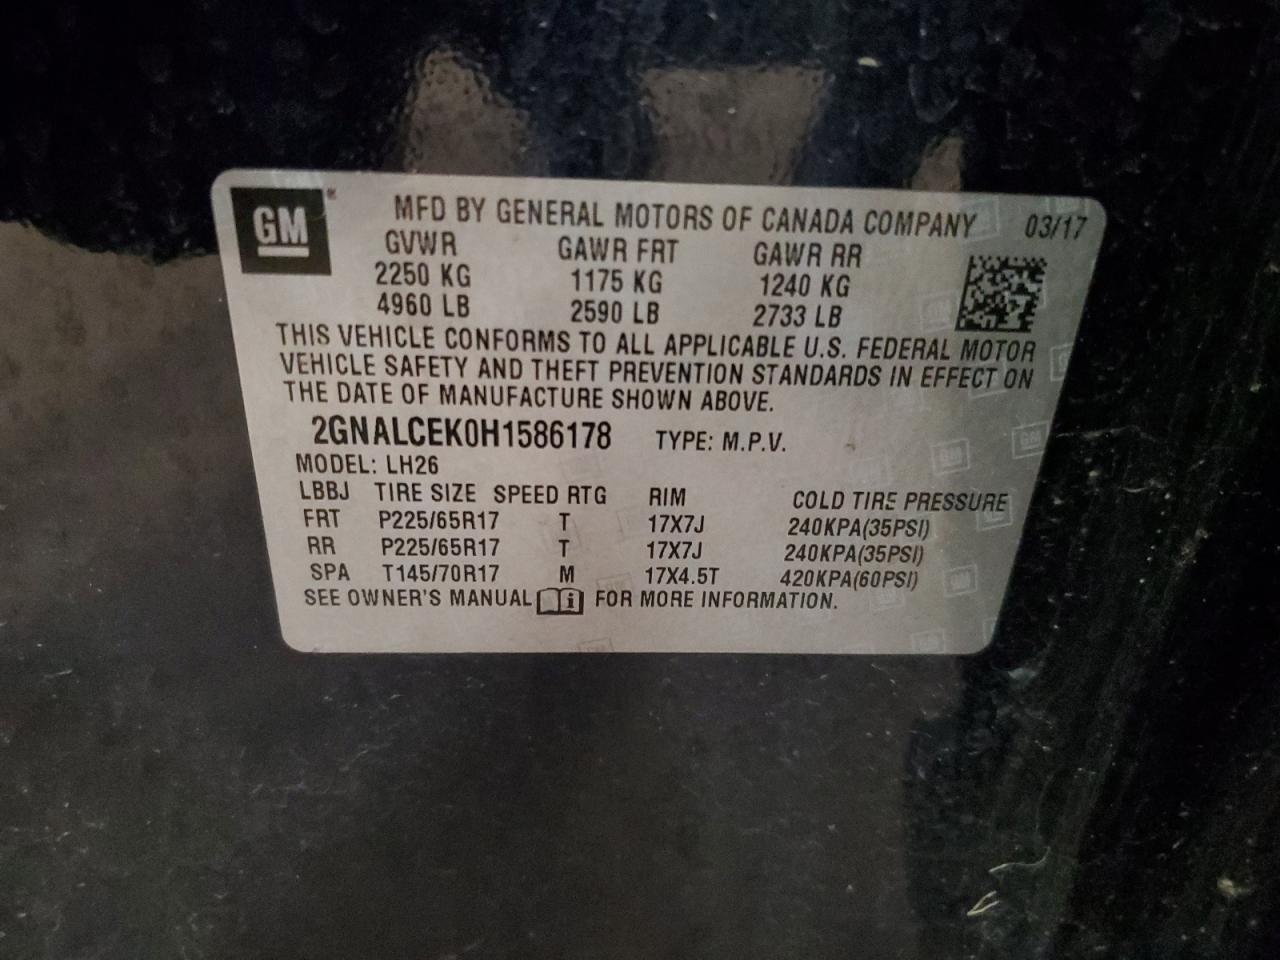 GM MFD BY GENERAL MOTORS OF CANADA COMPANY 03/17
GVWR GAWR FRT GAWR RR
2250 KG 1175 KG 1240 KG
4960 LB 2590 LB 2733 LB
THIS VEHICLE CONFORMS TO ALL APPLICABLE U.S. FEDERAL MOTOR
VEHICLE SAFETY AND THEFT PREVENTION STANDARDS IN EFFECT ON
THE DATE OF MANUFACTURE SHOWN ABOVE.
2GNALCEK0H1586178 TYPE: M.P.V.
MODEL: LH26
LBBJ TIRE SIZE SPEED RTG RIM COLD TIRE PRESSURE
FRT P225/65R17 T 17X7J 240KPA(35PSI)
RR P225/65R17 T 17X7J 240KPA(35PSI)
SPA T145/70R17 M 17X4.5T 420KPA(60PSI)
SEE OWNER'S MANUAL i FOR MORE INFORMATION.